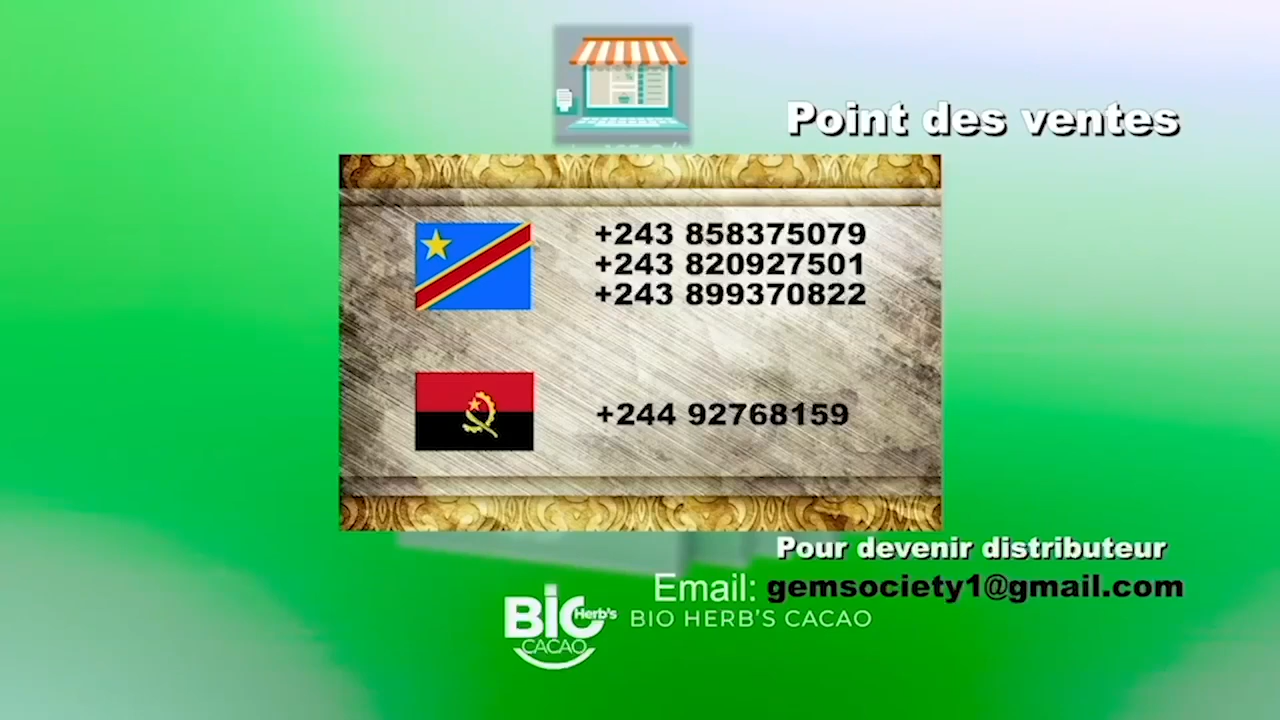 Point des ventes
+243 858375079
+243 820927501
+243 899370822
+244 92768159
Pour devenir distributeur
Email: gemsociety1@gmail.com
BIO Herb's
CACAO
BIO HERB'S CACAO